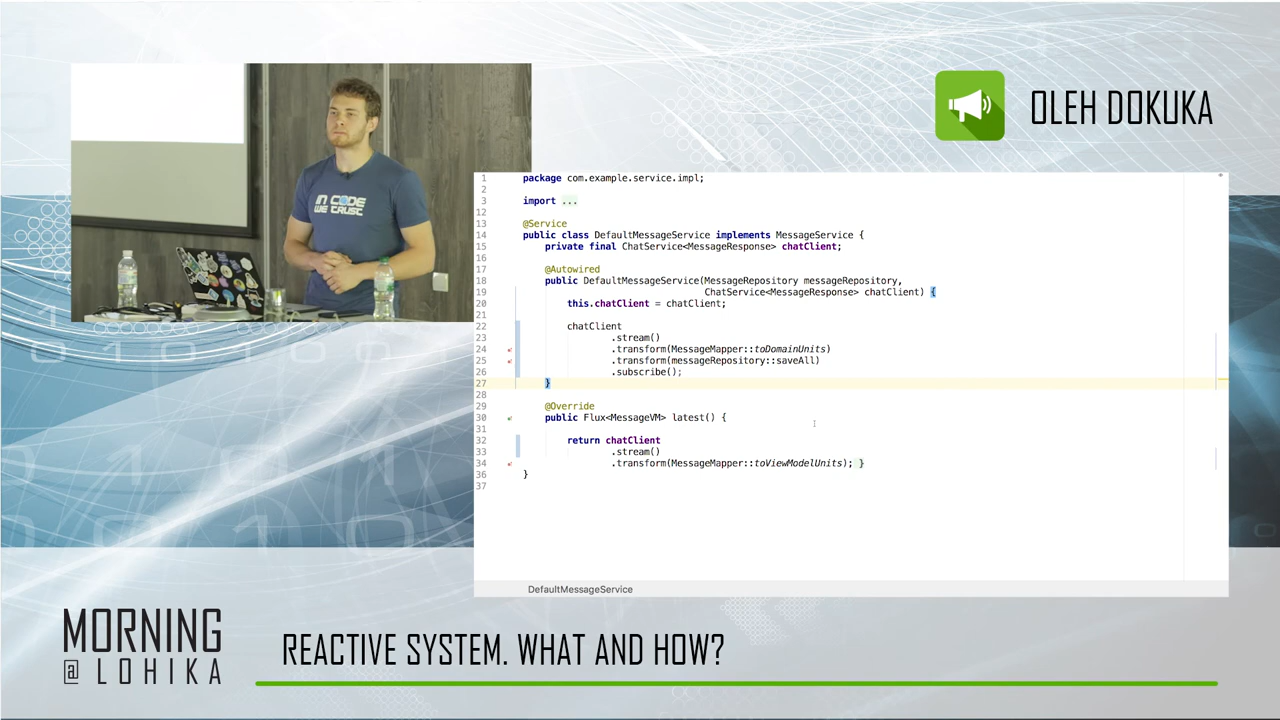 OLEH DOKUKA
IN CODE
WE TRUST
1 package com.example.service.impl;
2
3 import ...
12
13 @Service
14 public class DefaultMessageService implements MessageService {
15 private final ChatService<MessageResponse> chatClient;
16
17 @Autowired
18 public DefaultMessageService(MessageRepository messageRepository,
19 ChatService<MessageResponse> chatClient) {
20 this.chatClient = chatClient;
21
22 chatClient
23 .stream()
24 .transform(MessageMapper::toDomainUnits)
25 .transform(messageRepository::saveAll)
26 .subscribe();
27 }
28
29 @Override
30 public Flux<MessageVM> latest() {
31
32 return chatClient
33 .stream()
34 .transform(MessageMapper::toViewModelUnits); }
36 }
37
DefaultMessageService
MORNING
@ LOHIKA
REACTIVE SYSTEM. WHAT AND HOW?